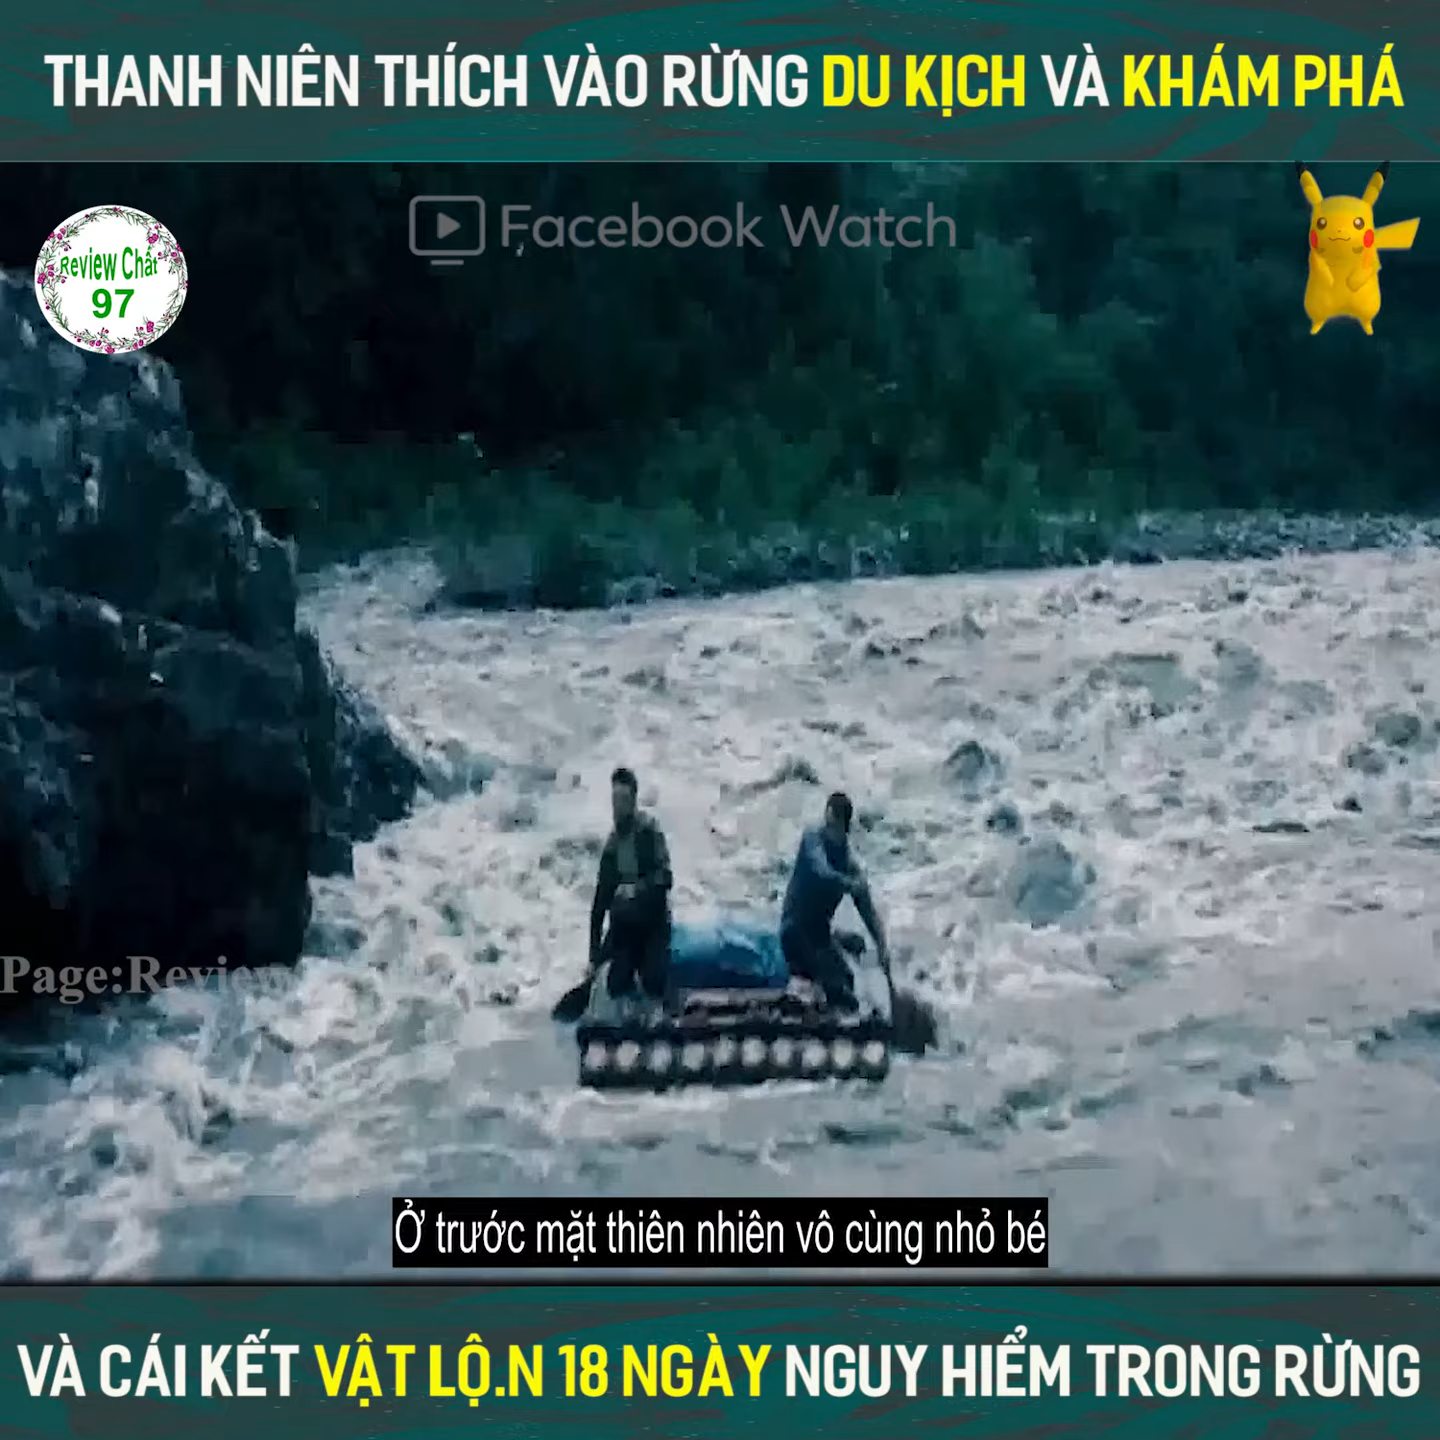 THANH NIÊN THÍCH VÀO RỪNG DU KỊCH VÀ KHÁM PHÁ
Facebook Watch
Review Chất
97
Page:Review
Ở trước mặt thiên nhiên vô cùng nhỏ bé
VÀ CÁI KẾT VẬT LỘ.N 18 NGÀY NGUY HIỂM TRONG RỪNG